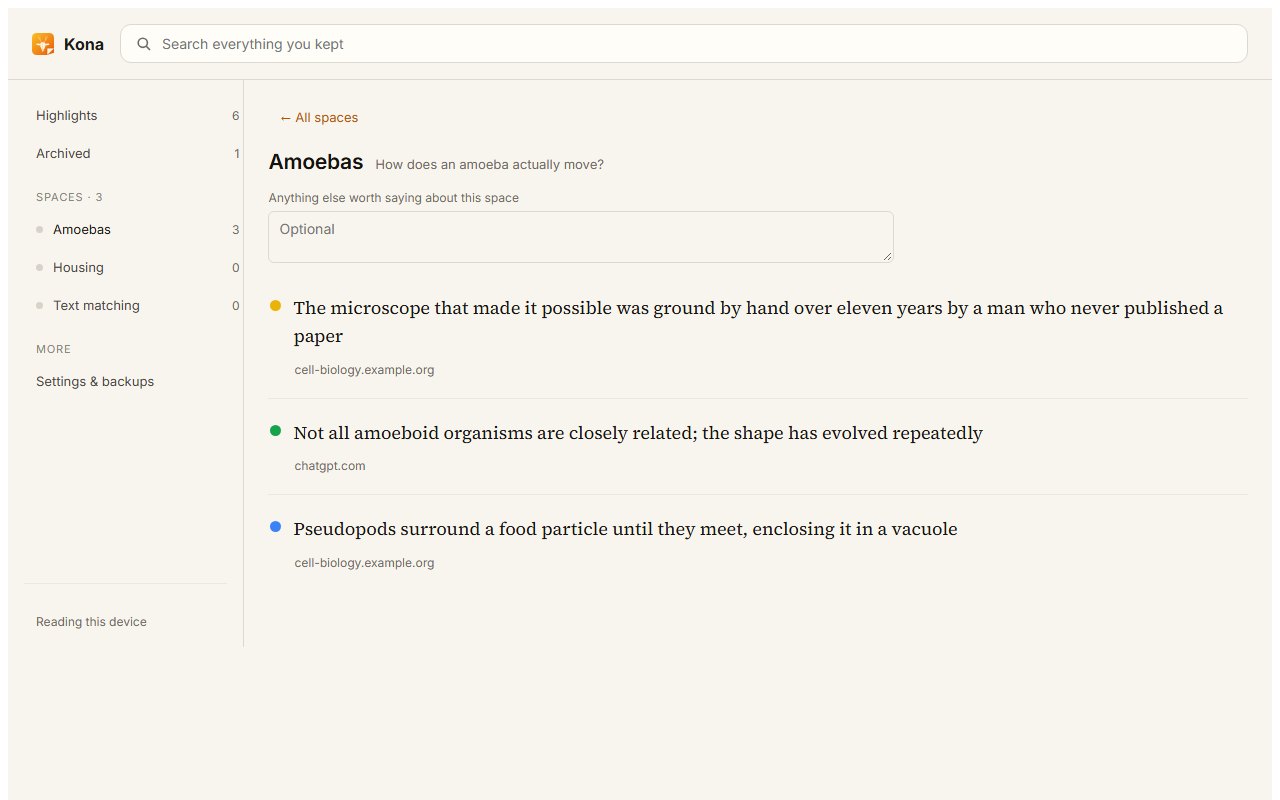 Kona
Search everything you kept
Highlights 6
Archived 1
SPACES · 3
Amoebas 3
Housing 0
Text matching 0
MORE
Settings & backups
Reading this device
← All spaces
Amoebas How does an amoeba actually move?
Anything else worth saying about this space
Optional
The microscope that made it possible was ground by hand over eleven years by a man who never published a
paper
cell-biology.example.org
Not all amoeboid organisms are closely related; the shape has evolved repeatedly
chatgpt.com
Pseudopods surround a food particle until they meet, enclosing it in a vacuole
cell-biology.example.org